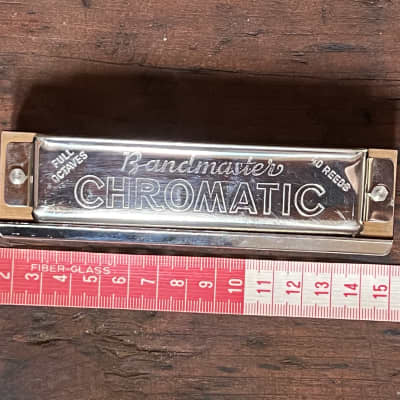 FULL
OCTAVES
Bandmaster
CHROMATIC
40 REEDS
2 3 FIBER-GLASS 4 5 6 7 8 9 10 11 12 13 14 15